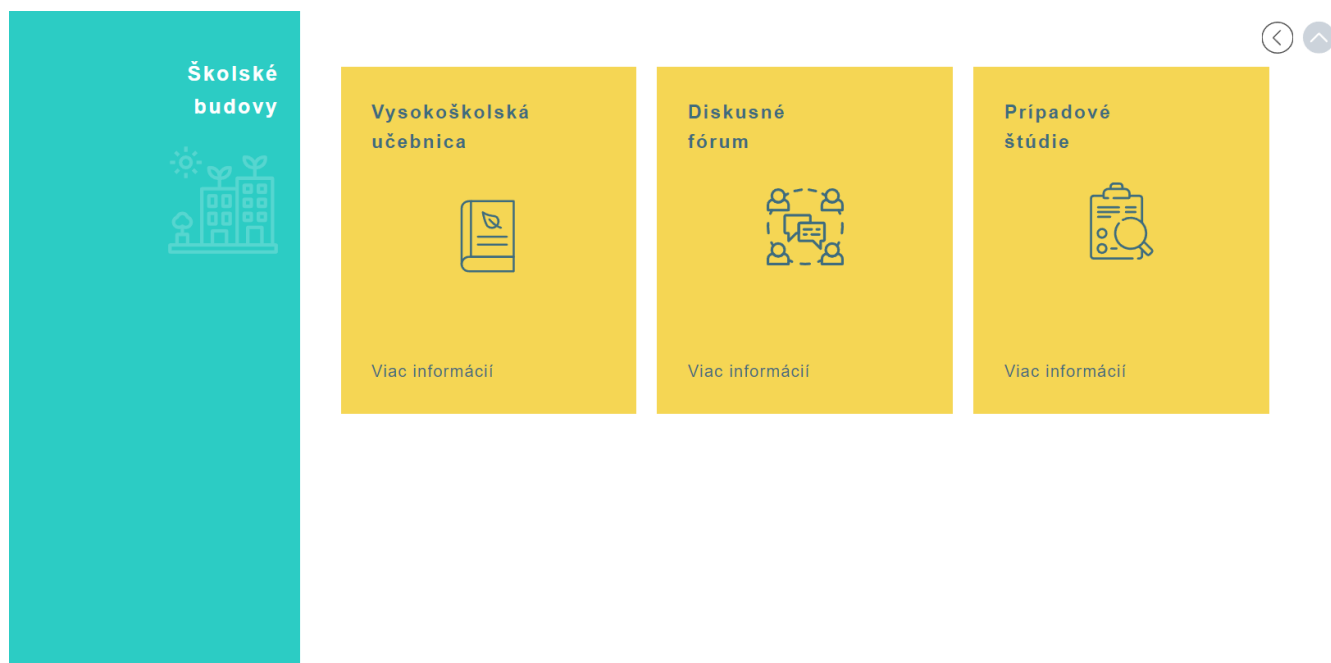 Školské
budovy
Vysokoškolská
učebnica
Viac informácií
Diskusné
fórum
Viac informácií
Prípadové
štúdie
Viac informácií